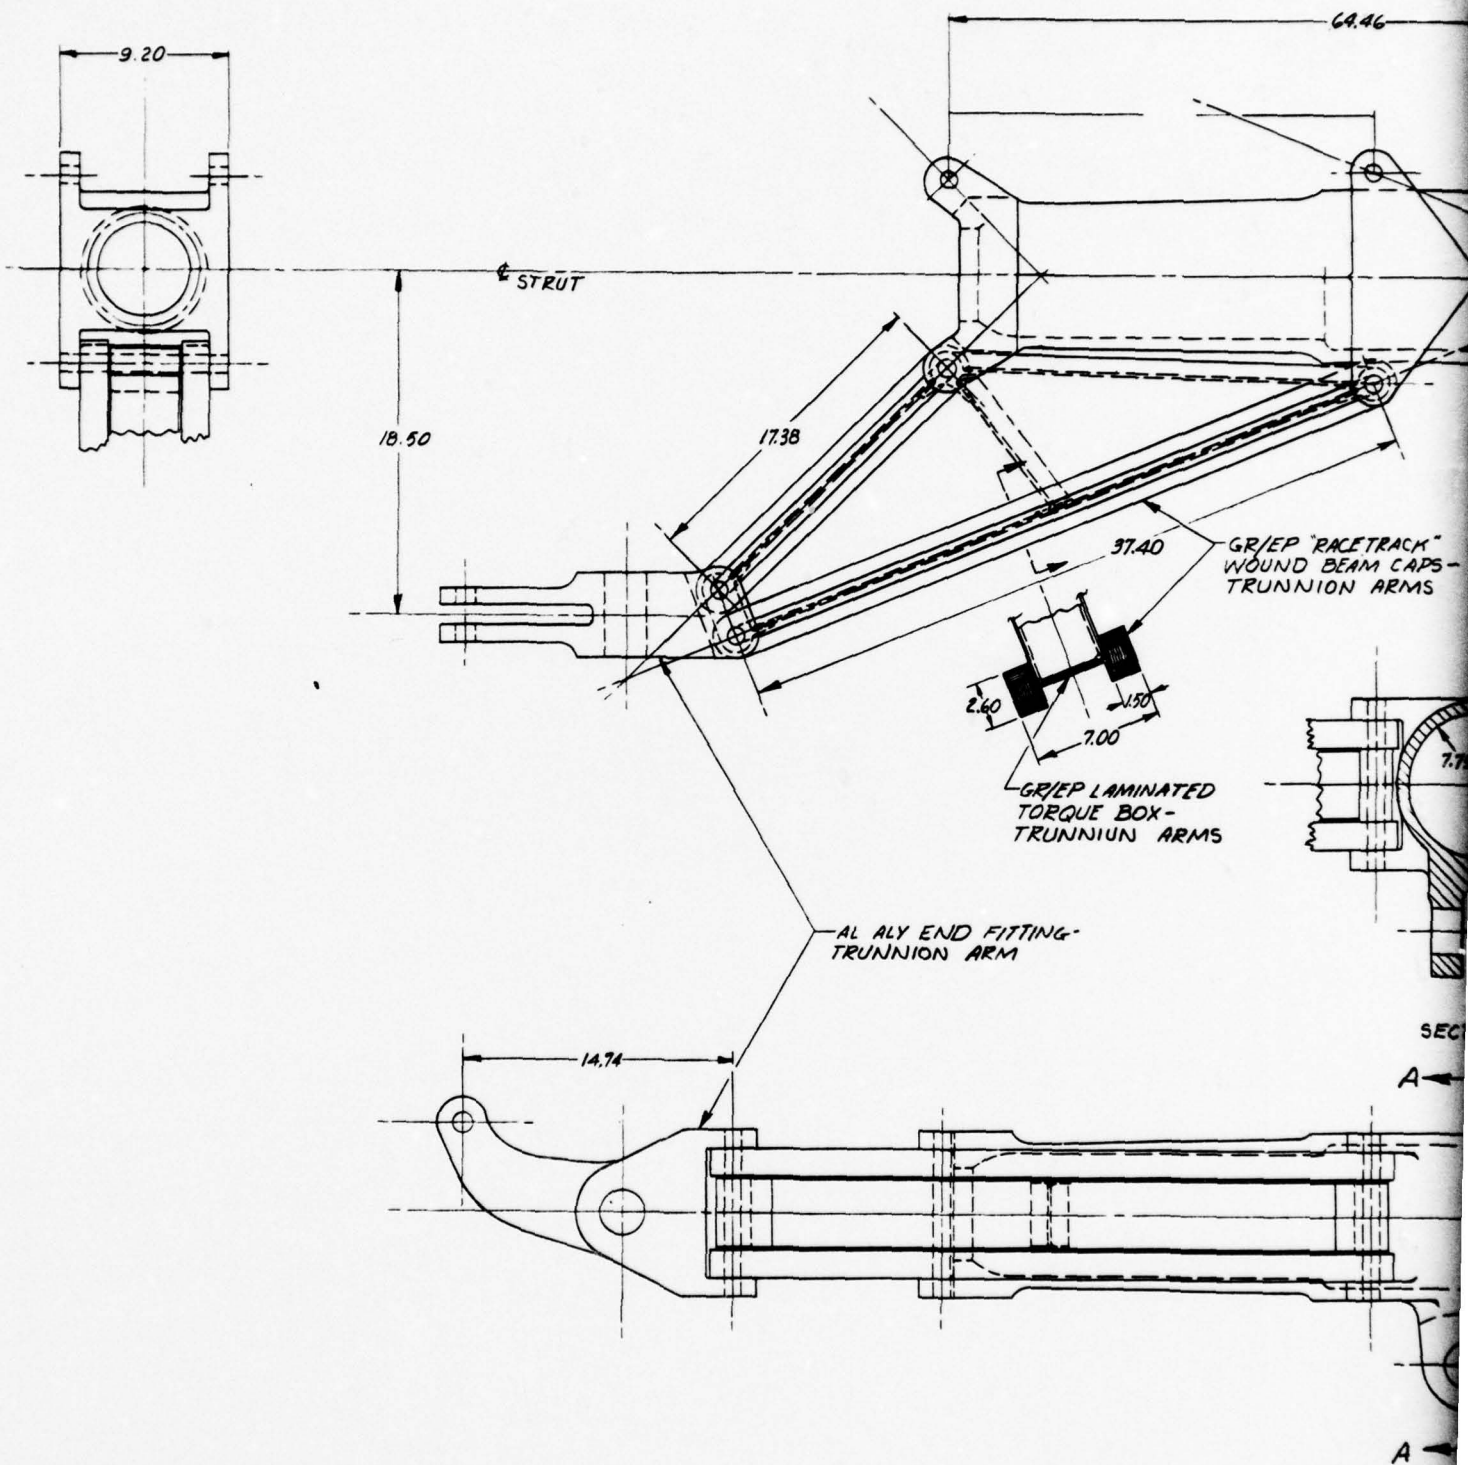 64.46
9.20
℄ STRUT
18.50
17.38
37.40
GR/EP "RACETRACK"
WOUND BEAM CAPS-
TRUNNION ARMS
2.60
1.50
7.00
GR/EP LAMINATED
TORQUE BOX-
TRUNNIUN ARMS
AL ALY END FITTING-
TRUNNION ARM
14.74
A
A